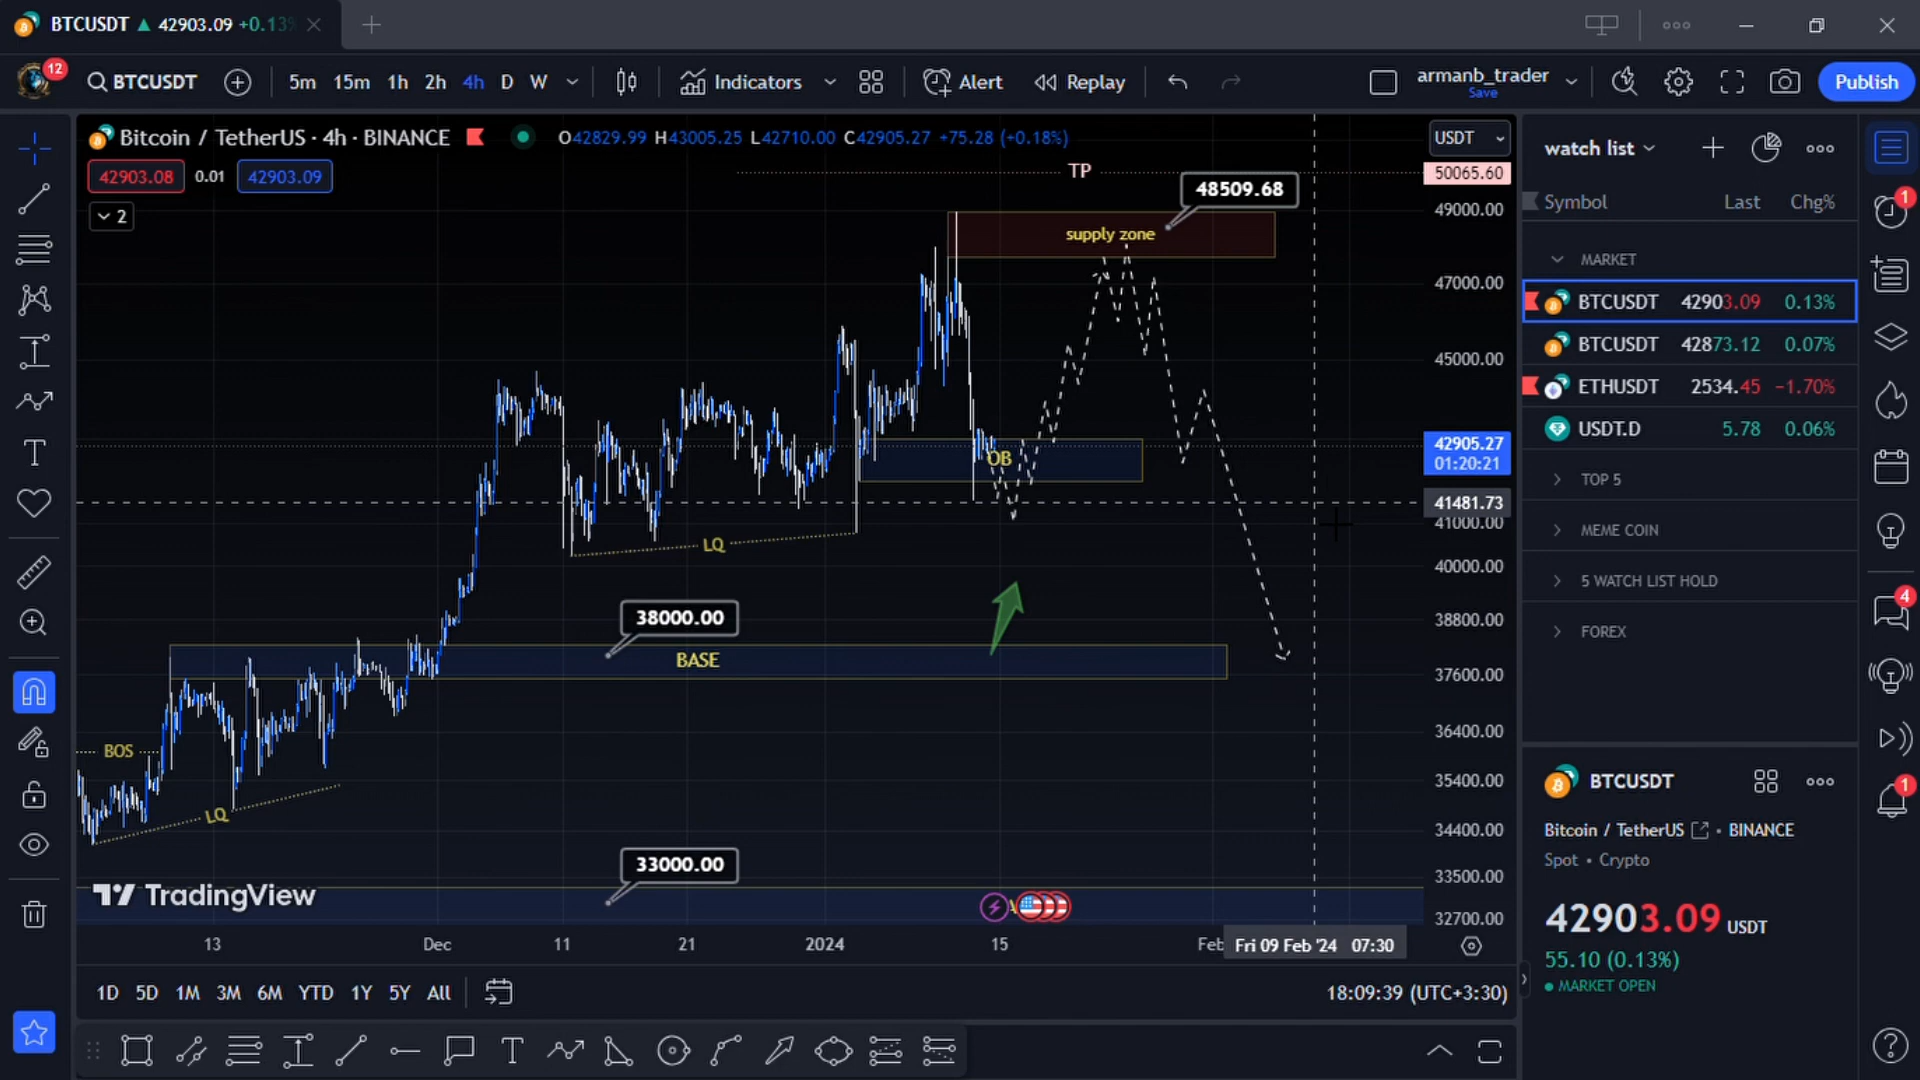 BTCUSDT ▲ 42903.09 +0.13%
12
BTCUSDT 5m 15m 1h 2h 4h D W Indicators Alert Replay armanb_trader Save Publish
Bitcoin / TetherUS · 4h · BINANCE O42829.99 H43005.25 L42710.00 C42905.27 +75.28 (+0.18%)
42903.08 0.01 42903.09
2
USDT
TP
50065.60
48509.68
49000.00
supply zone
47000.00
45000.00
42905.27
01:20:21
OB
41481.73
41000.00
LQ
40000.00
38000.00
38800.00
BASE
37600.00
BOS
36400.00
35400.00
LQ
34400.00
33000.00
33500.00
TradingView
32700.00
13 Dec 11 21 2024 15 Feb Fri 09 Feb '24 07:30
1D 5D 1M 3M 6M YTD 1Y 5Y All 18:09:39 (UTC+3:30)
watch list
Symbol Last Chg%
MARKET
BTCUSDT 42903.09 0.13%
BTCUSDT 42873.12 0.07%
ETHUSDT 2534.45 −1.70%
USDT.D 5.78 0.06%
TOP 5
MEME COIN
5 WATCH LIST HOLD
FOREX
BTCUSDT
Bitcoin / TetherUS • BINANCE
Spot • Crypto
42903.09 USDT
55.10 (0.13%)
MARKET OPEN
1
4
1